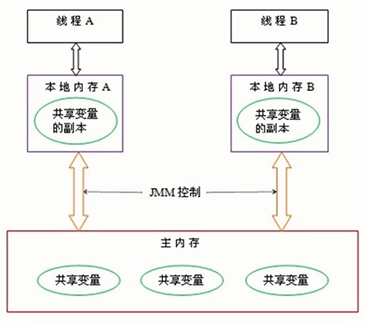 线程 A
线程 B
本地内存 A
本地内存 B
共享变量
的副本
共享变量
的副本
JMM 控制
主内存
共享变量
共享变量
共享变量